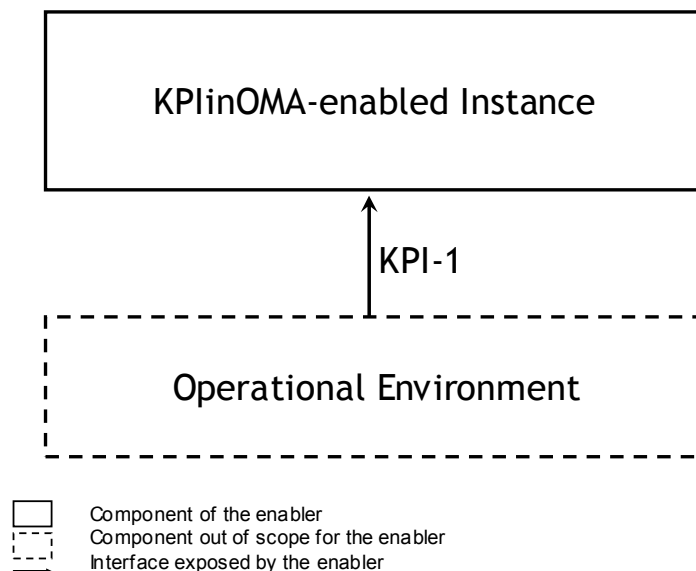 KPIinOMA-enabled Instance
KPI-1
Operational Environment
Component of the enabler
Component out of scope for the enabler
Interface exposed by the enabler